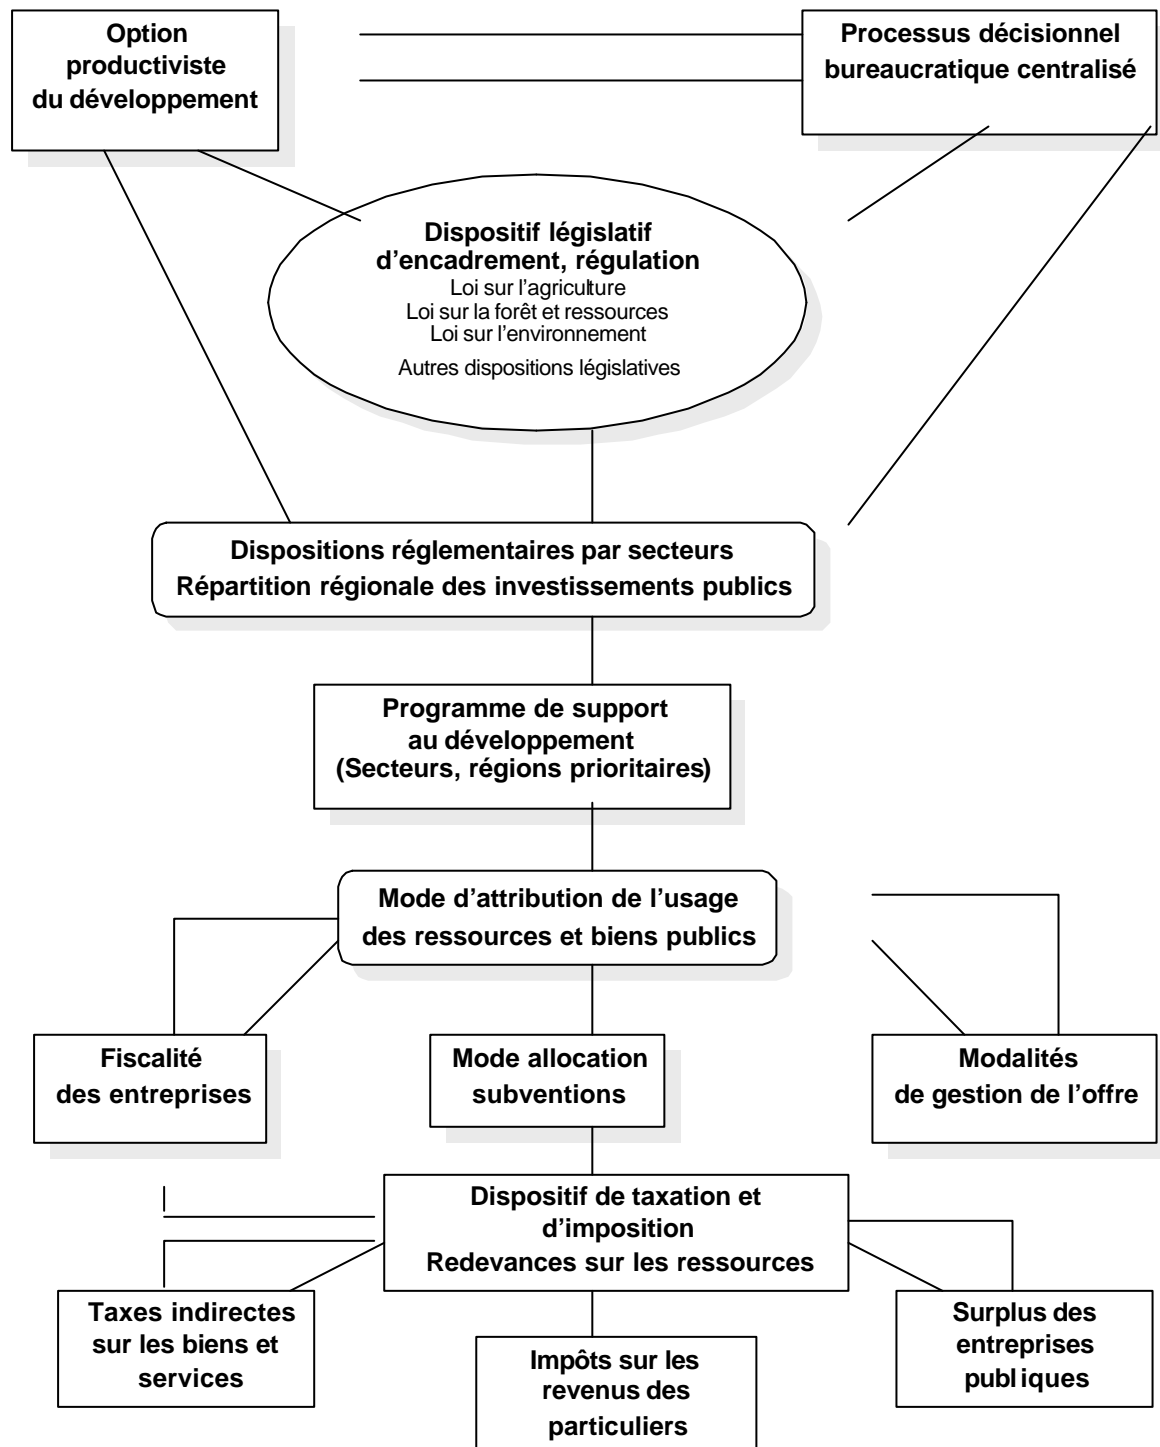 Option
productiviste
du développement
Processus décisionnel
bureaucratique centralisé
Dispositif législatif
d’encadrement, régulation
Loi sur l’agriculture
Loi sur la forêt et ressources
Loi sur l’environnement
Autres dispositions législatives
Dispositions réglementaires par secteurs
Répartition régionale des investissements publics
Programme de support
au développement
(Secteurs, régions prioritaires)
Mode d’attribution de l’usage
des ressources et biens publics
Fiscalité
des entreprises
Mode allocation
subventions
Modalités
de gestion de l’offre
Dispositif de taxation et
d’imposition
Redevances sur les ressources
Taxes indirectes
sur les biens et
services
Impôts sur les
revenus des
particuliers
Surplus des
entreprises
publiques